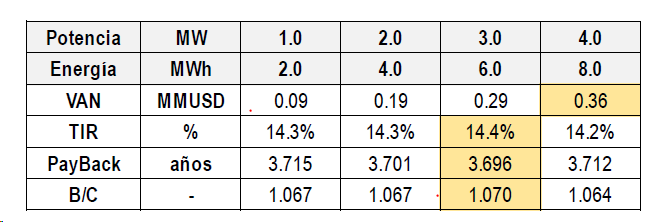 Potencia MW 1.0 2.0 3.0 4.0
Energía MWh 2.0 4.0 6.0 8.0
VAN MMUSD 0.09 0.19 0.29 0.36
TIR % 14.3% 14.3% 14.4% 14.2%
PayBack años 3.715 3.701 3.696 3.712
B/C - 1.067 1.067 1.070 1.064